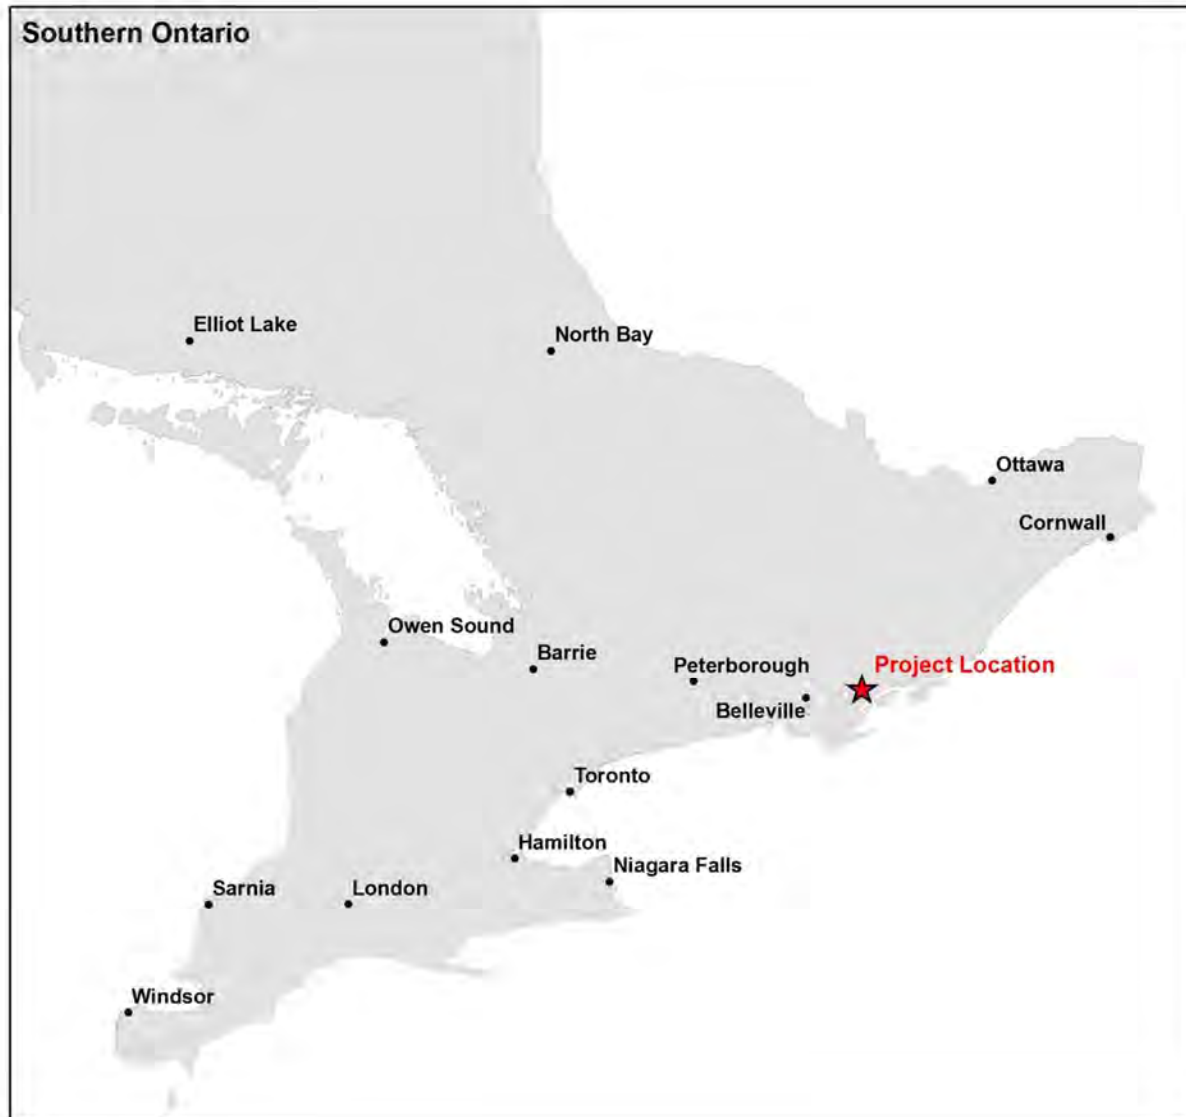 Southern Ontario
Elliot Lake
North Bay
Ottawa
Cornwall
Owen Sound
Barrie
Peterborough
Project Location
Belleville
Toronto
Hamilton
Niagara Falls
Sarnia
London
Windsor